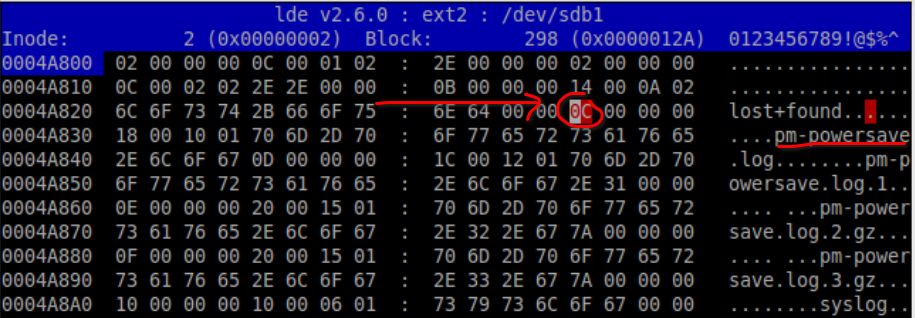 lde v2.6.0 : ext2 : /dev/sdb1
Inode: 2 (0x00000002) Block: 298 (0x0000012A) 0123456789!@$%^
0004A800 02 00 00 00 0C 00 01 02 : 2E 00 00 00 02 00 00 00 ................
0004A810 0C 00 02 02 2E 2E 00 00 : 0B 00 00 00 14 00 0A 02 ................
0004A820 6C 6F 73 74 2B 66 6F 75 : 6E 64 00 00 0C 00 00 00 lost+found......
0004A830 18 00 10 01 70 6D 2D 70 : 6F 77 65 72 73 61 76 65 ....pm-powersave
0004A840 2E 6C 6F 67 0D 00 00 00 : 1C 00 12 01 70 6D 2D 70 .log........pm-p
0004A850 6F 77 65 72 73 61 76 65 : 2E 6C 6F 67 2E 31 00 00 owersave.log.1..
0004A860 0E 00 00 00 20 00 15 01 : 70 6D 2D 70 6F 77 65 72 .... ...pm-power
0004A870 73 61 76 65 2E 6C 6F 67 : 2E 32 2E 67 7A 00 00 00 save.log.2.gz...
0004A880 0F 00 00 00 20 00 15 01 : 70 6D 2D 70 6F 77 65 72 .... ...pm-power
0004A890 73 61 76 65 2E 6C 6F 67 : 2E 33 2E 67 7A 00 00 00 save.log.3.gz...
0004A8A0 10 00 00 00 10 00 06 01 : 73 79 73 6C 6F 67 00 00 ........syslog..